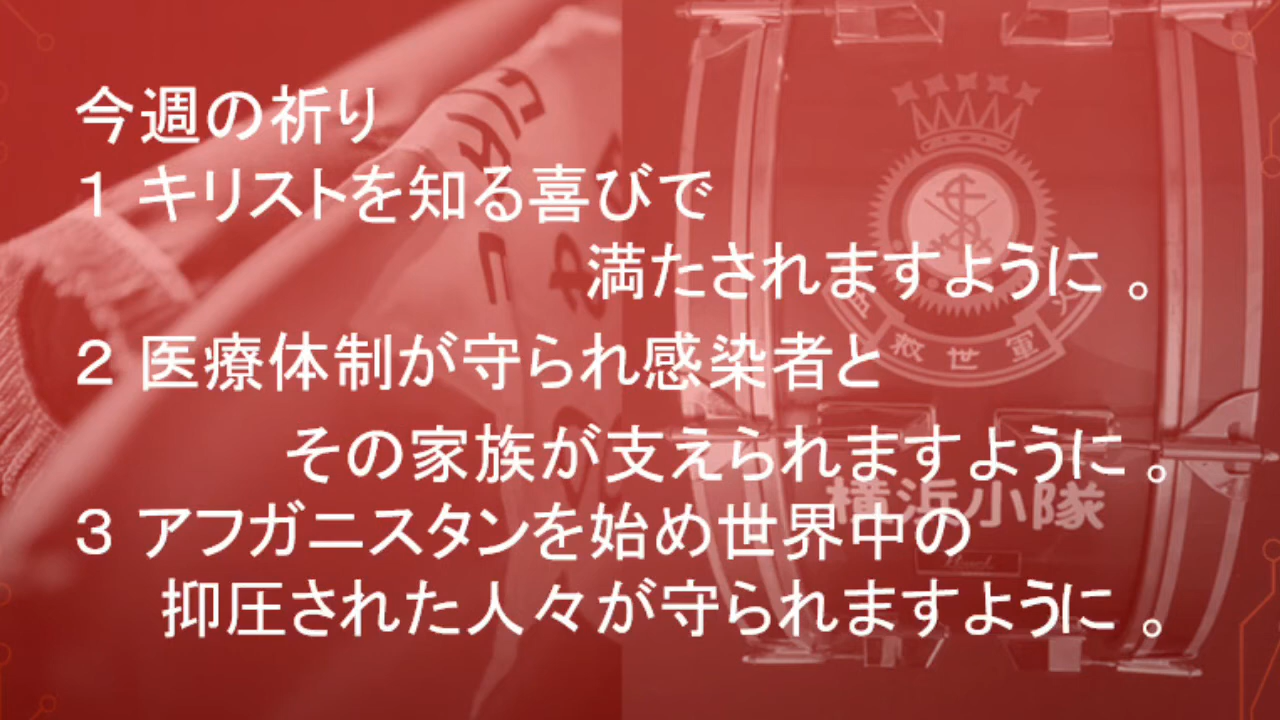 今週の祈り
１ キリストを知る喜びで
満たされますように 。
２ 医療体制が守られ感染者と
その家族が支えられますように 。
３ アフガニスタンを始め世界中の
抑圧された人々が守られますように 。
救世軍
横浜小隊